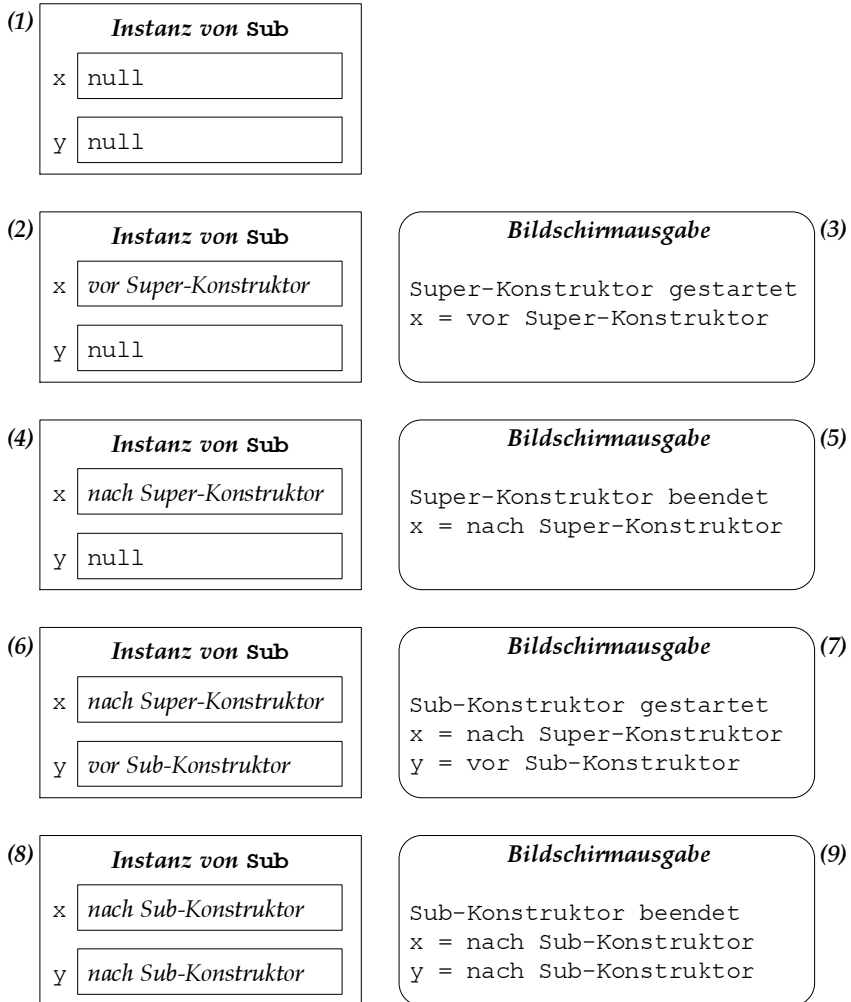 (1) Instanz von Sub
x null
y null
(2) Instanz von Sub
x vor Super-Konstruktor
y null
Bildschirmausgabe (3)
Super-Konstruktor gestartet
x = vor Super-Konstruktor
(4) Instanz von Sub
x nach Super-Konstruktor
y null
Bildschirmausgabe (5)
Super-Konstruktor beendet
x = nach Super-Konstruktor
(6) Instanz von Sub
x nach Super-Konstruktor
y vor Sub-Konstruktor
Bildschirmausgabe (7)
Sub-Konstruktor gestartet
x = nach Super-Konstruktor
y = vor Sub-Konstruktor
(8) Instanz von Sub
x nach Sub-Konstruktor
y nach Sub-Konstruktor
Bildschirmausgabe (9)
Sub-Konstruktor beendet
x = nach Sub-Konstruktor
y = nach Sub-Konstruktor